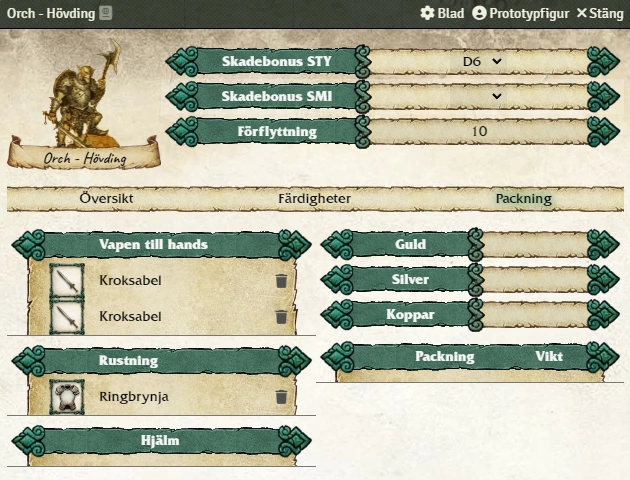 Orch - Hövding
Blad
Prototypfigur
Stäng
Skadebonus STY
D6
Skadebonus SMI
Förflyttning
10
Orch - Hövding
Översikt
Färdigheter
Packning
Vapen till hands
Kroksabel
Kroksabel
Rustning
Ringbrynja
Hjälm
Guld
Silver
Koppar
Packning Vikt